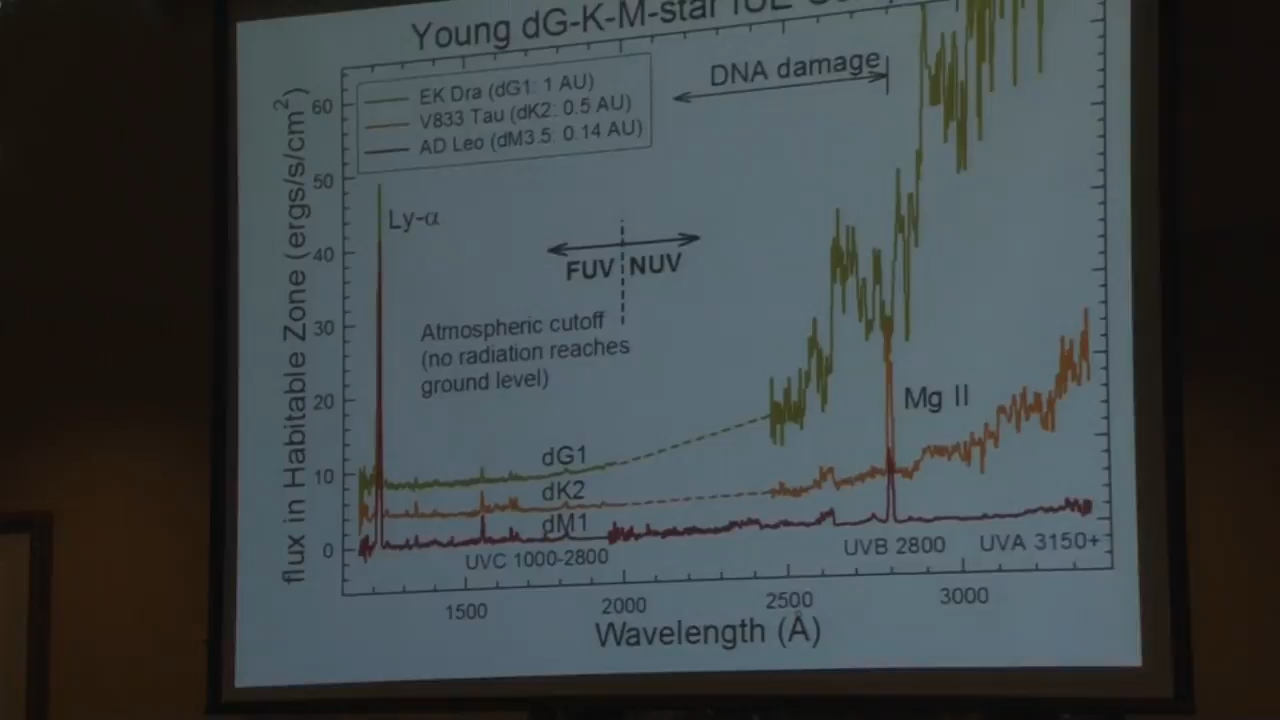 Young dG-K-M-star IUE
EK Dra (dG1: 1 AU)
V833 Tau (dK2: 0.5 AU)
AD Leo (dM3.5: 0.14 AU)
DNA damage
60
50
40
30
20
10
0
flux in Habitable Zone (ergs/s/cm²)
Ly-α
FUV
NUV
Atmospheric cutoff
(no radiation reaches
ground level)
Mg II
dG1
dK2
dM1
UVC 1000-2800
UVB 2800
UVA 3150+
1500
2000
2500
3000
Wavelength (Å)